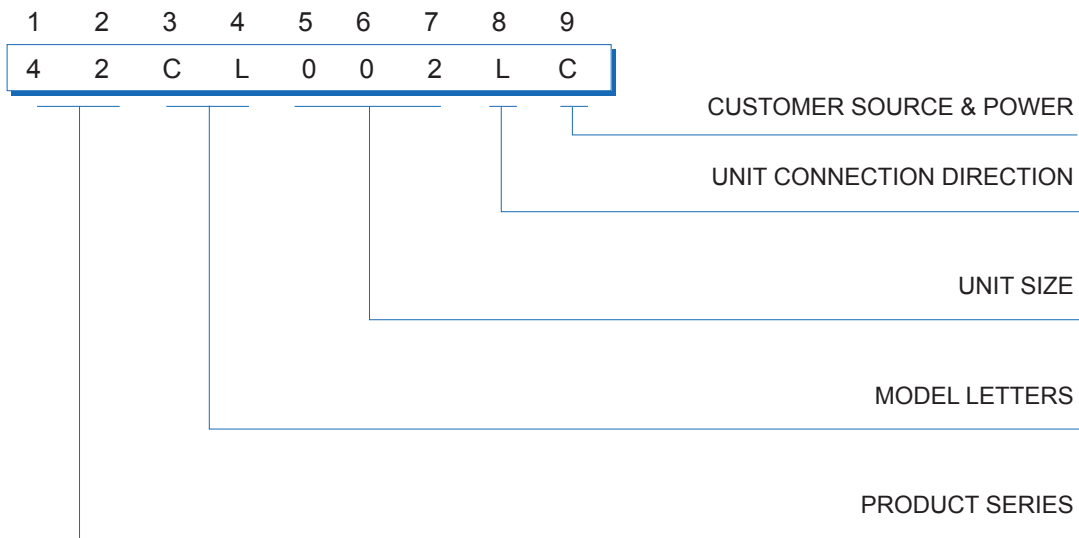 1 2 3 4 5 6 7 8 9
4 2 C L 0 0 2 L C
CUSTOMER SOURCE & POWER
UNIT CONNECTION DIRECTION
UNIT SIZE
MODEL LETTERS
PRODUCT SERIES